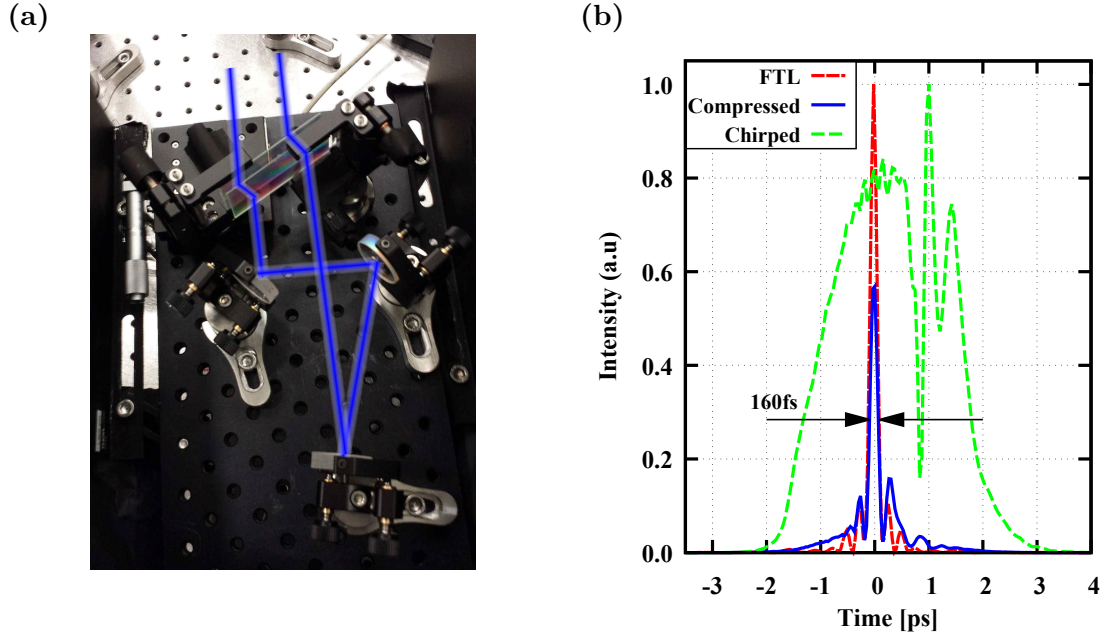 (a)
(b)
FTL
Compressed
Chirped
1.0
0.8
0.6
0.4
0.2
0.0
Intensity (a.u)
160fs
-3 -2 -1 0 1 2 3 4
Time [ps]